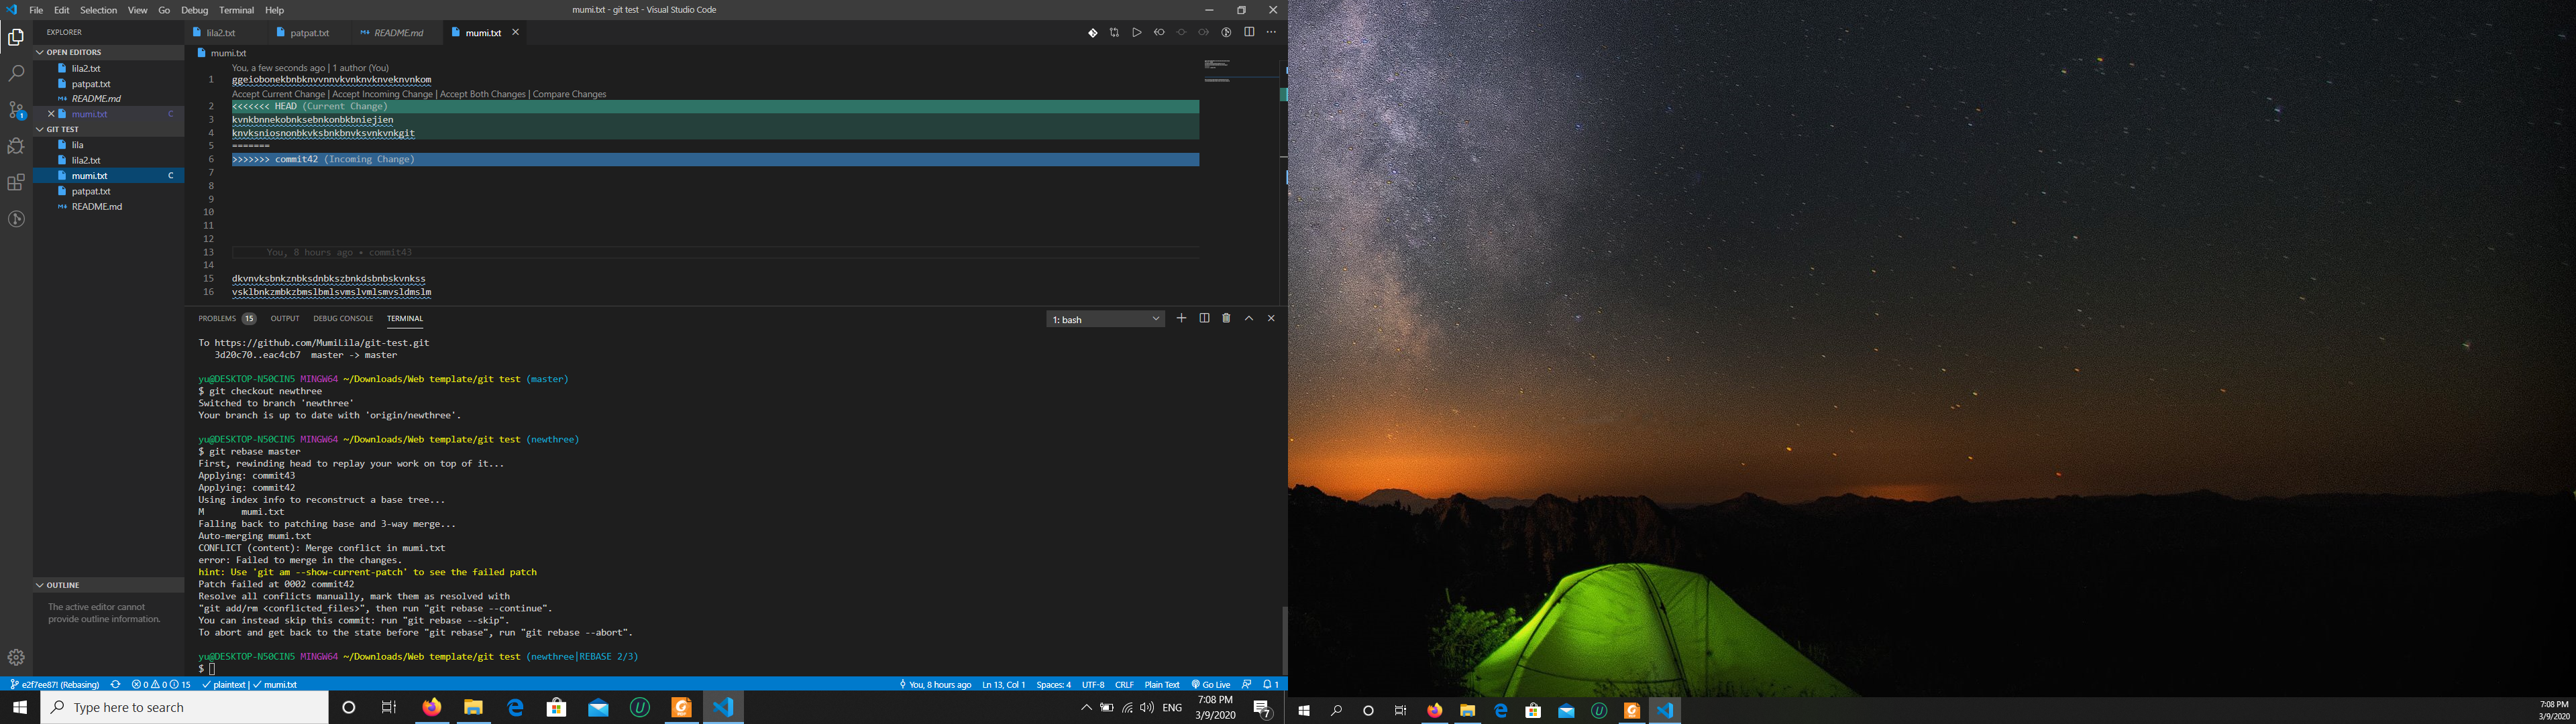 File Edit Selection View Go Debug Terminal Help
mumi.txt - git test - Visual Studio Code
EXPLORER
OPEN EDITORS
lila2.txt
patpat.txt
README.md
mumi.txt C
GIT TEST
lila
lila2.txt
mumi.txt C
patpat.txt
README.md
OUTLINE
The active editor cannot
provide outline information.
lila2.txt patpat.txt README.md mumi.txt
mumi.txt
You, a few seconds ago | 1 author (You)
1 ggeiobonekbnbknvvnnvkvnknvknveknvnkom
Accept Current Change | Accept Incoming Change | Accept Both Changes | Compare Changes
2 <<<<<<< HEAD (Current Change)
3 kvnkbnnekobnksebnkonbkbniejien
4 knvksniosnonbkvksbnkbnvksvnkvnkgit
5 =======
6 >>>>>>> commit42 (Incoming Change)
7
8
9
10
11
12
13 You, 8 hours ago • commit43
14
15 dkvnvksbnkznbksdnbkszbnkdsbnbskvnkss
16 vsklbnkzmbkzbmslbmlsvmslvmlsmvsldmslm
PROBLEMS 15 OUTPUT DEBUG CONSOLE TERMINAL
1: bash
To https://github.com/MumiLila/git-test.git
3d20c70..eac4cb7 master -> master
yu@DESKTOP-N50CIN5 MINGW64 ~/Downloads/Web template/git test (master)
$ git checkout newthree
Switched to branch 'newthree'
Your branch is up to date with 'origin/newthree'.
yu@DESKTOP-N50CIN5 MINGW64 ~/Downloads/Web template/git test (newthree)
$ git rebase master
First, rewinding head to replay your work on top of it...
Applying: commit43
Applying: commit42
Using index info to reconstruct a base tree...
M mumi.txt
Falling back to patching base and 3-way merge...
Auto-merging mumi.txt
CONFLICT (content): Merge conflict in mumi.txt
error: Failed to merge in the changes.
hint: Use 'git am --show-current-patch' to see the failed patch
Patch failed at 0002 commit42
Resolve all conflicts manually, mark them as resolved with
"git add/rm <conflicted_files>", then run "git rebase --continue".
You can instead skip this commit: run "git rebase --skip".
To abort and get back to the state before "git rebase", run "git rebase --abort".
yu@DESKTOP-N50CIN5 MINGW64 ~/Downloads/Web template/git test (newthree|REBASE 2/3)
$
e2f7ee87! (Rebasing) 0 0 15 plaintext | mumi.txt
You, 8 hours ago Ln 13, Col 1 Spaces: 4 UTF-8 CRLF Plain Text Go Live 1
Type here to search
ENG
7:08 PM
3/9/2020
7
7:08 PM
3/9/2020